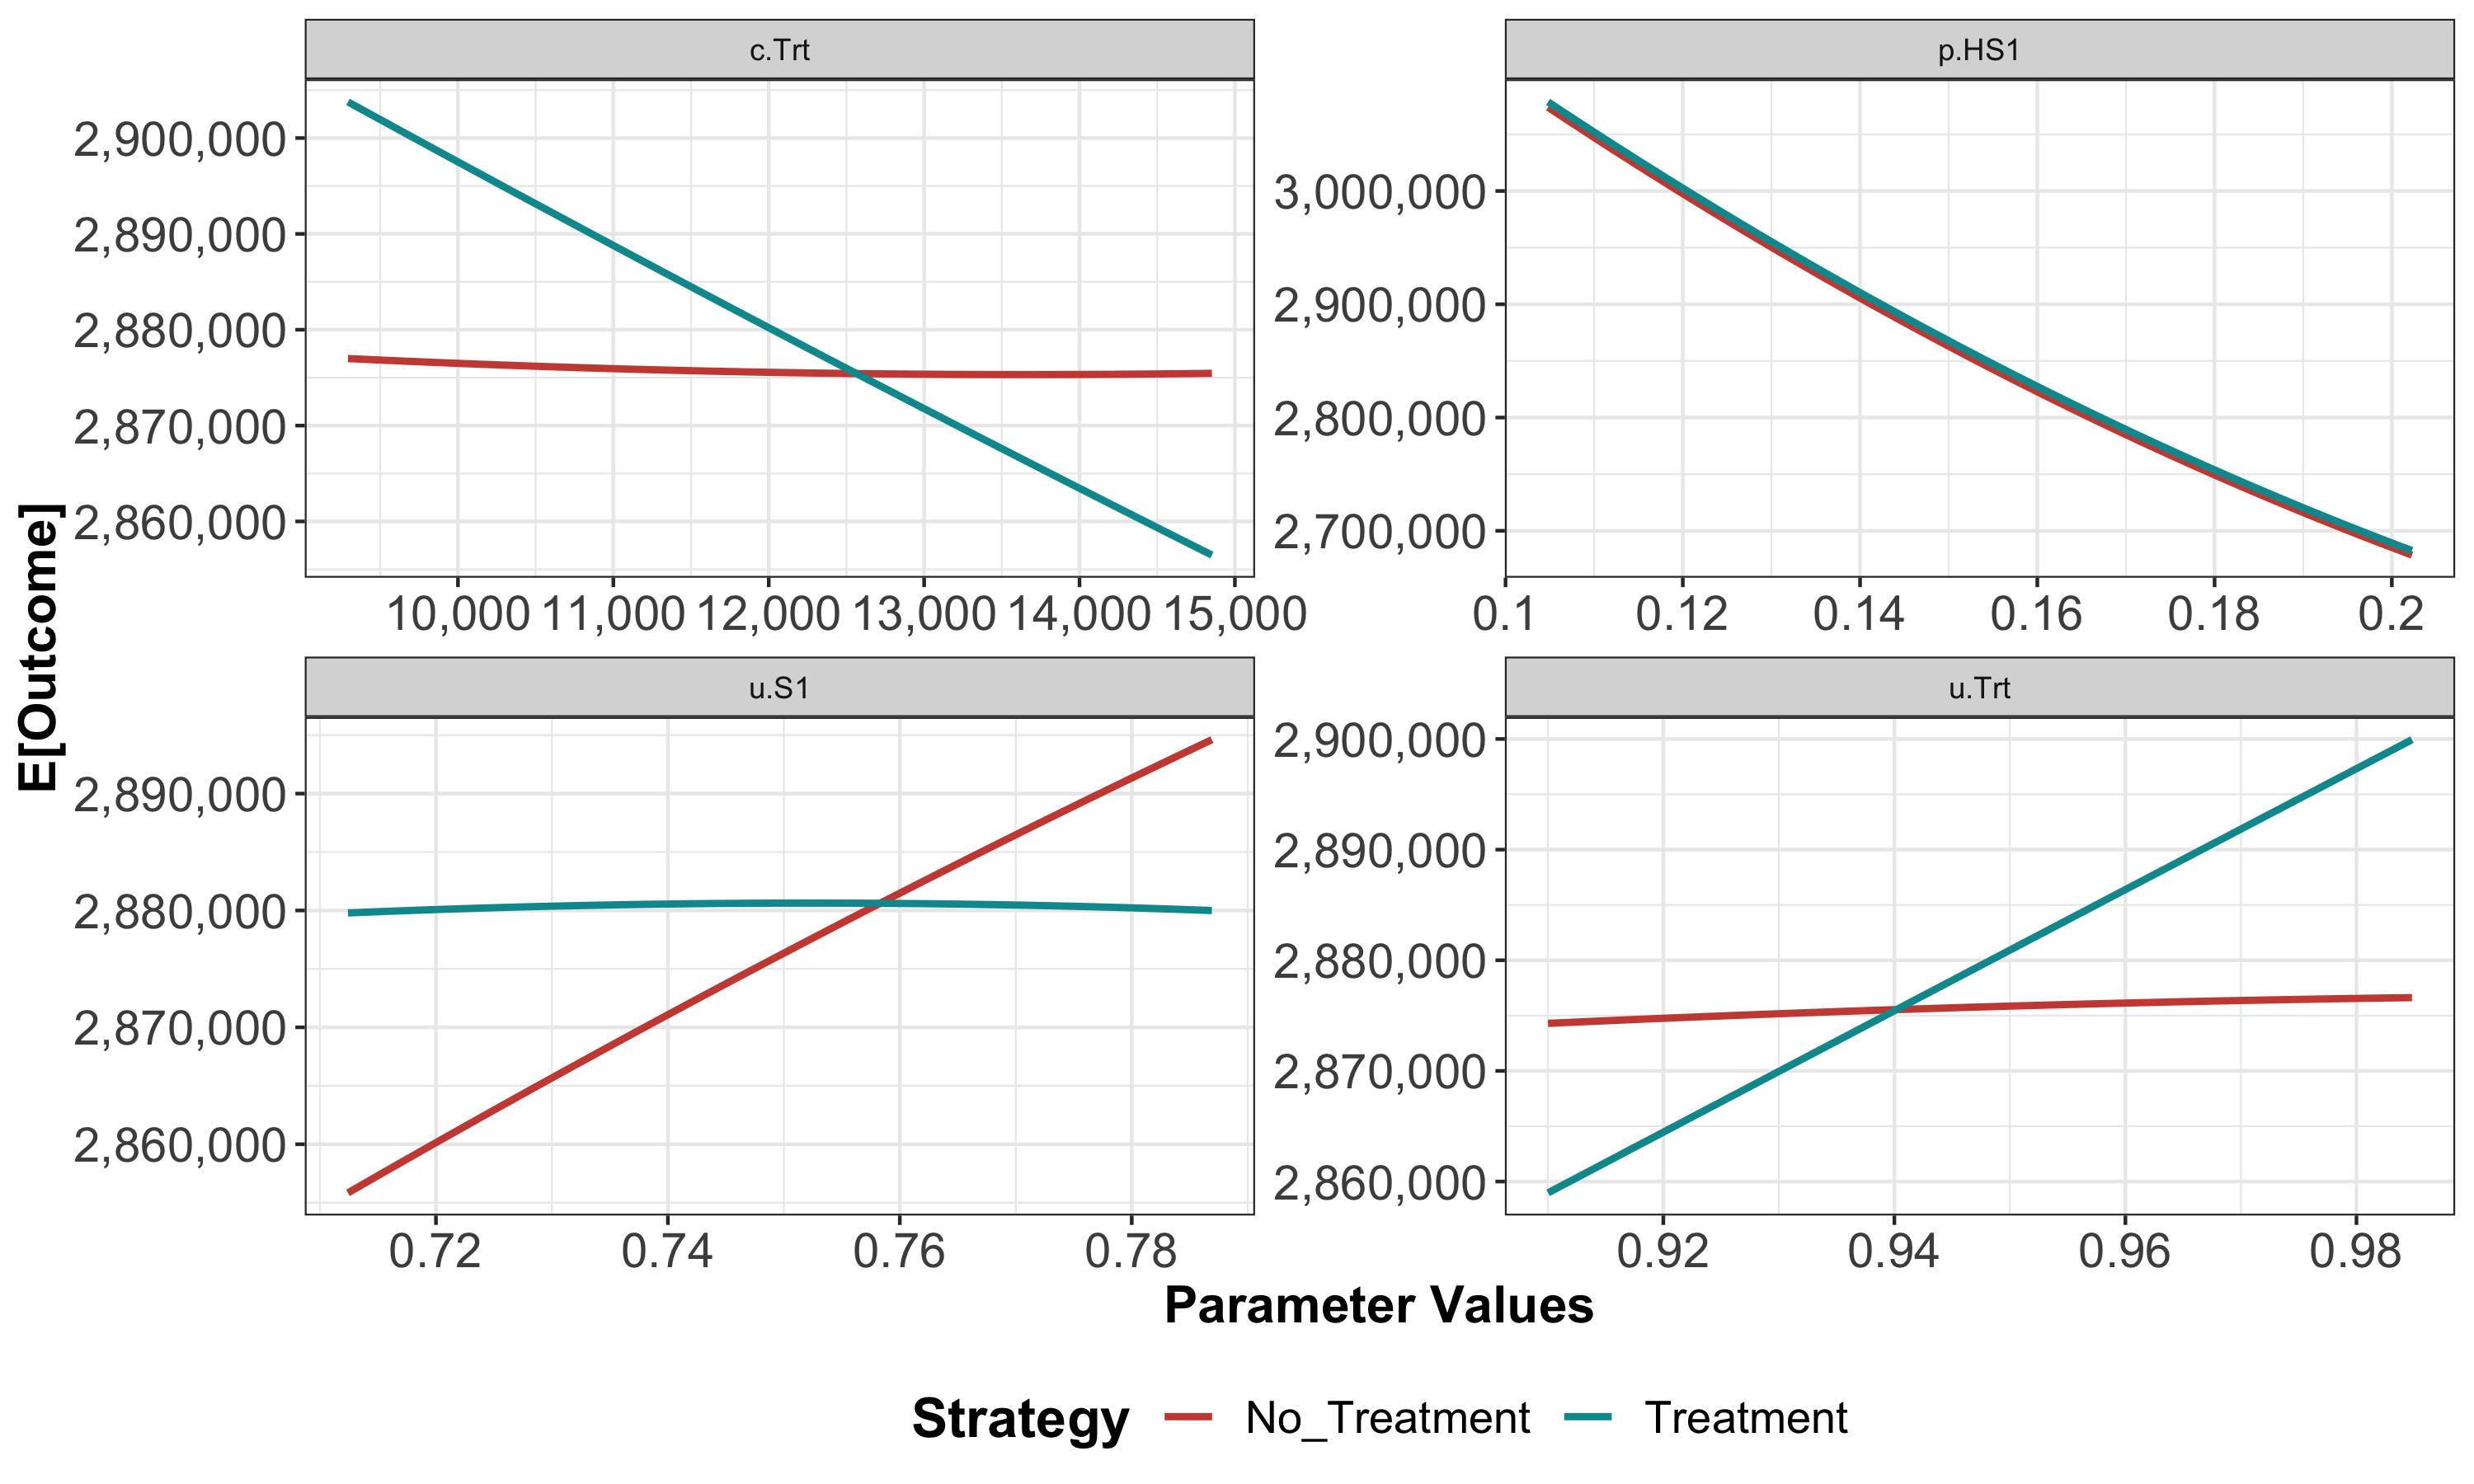 c.Trt
p.HS1
2,900,000
2,890,000
2,880,000
2,870,000
2,860,000
3,000,000
2,900,000
2,800,000
2,700,000
10,000 11,000 12,000 13,000 14,000 15,000
0.1 0.12 0.14 0.16 0.18 0.2
E[Outcome]
u.S1
u.Trt
2,890,000
2,880,000
2,870,000
2,860,000
2,900,000
2,890,000
2,880,000
2,870,000
2,860,000
0.72 0.74 0.76 0.78
0.92 0.94 0.96 0.98
Parameter Values
Strategy No_Treatment Treatment